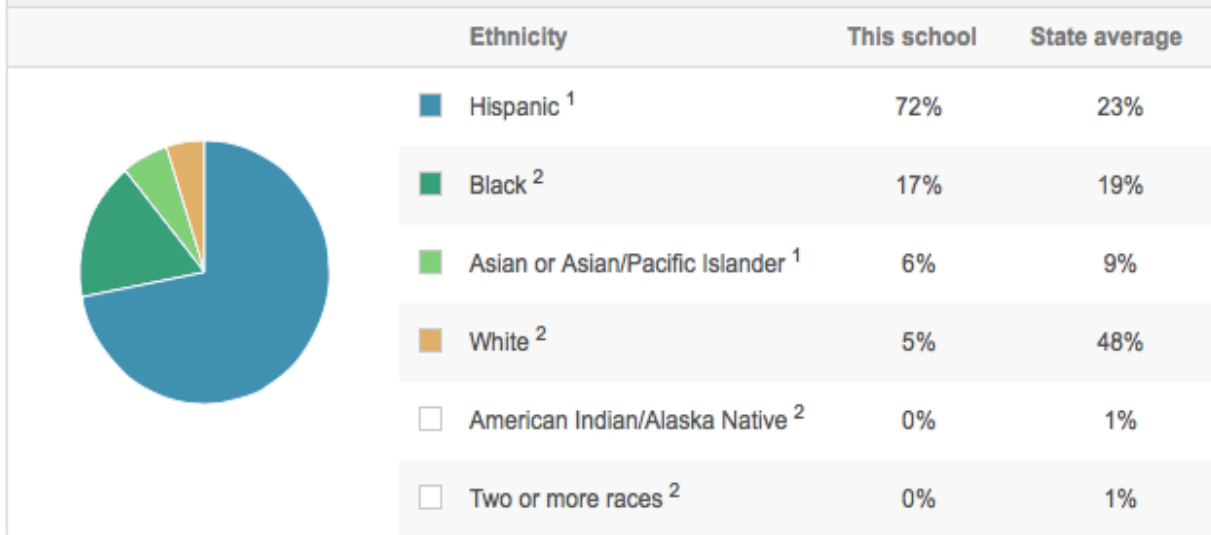 Ethnicity This school State average
Hispanic 1 72% 23%
Black 2 17% 19%
Asian or Asian/Pacific Islander 1 6% 9%
White 2 5% 48%
American Indian/Alaska Native 2 0% 1%
Two or more races 2 0% 1%